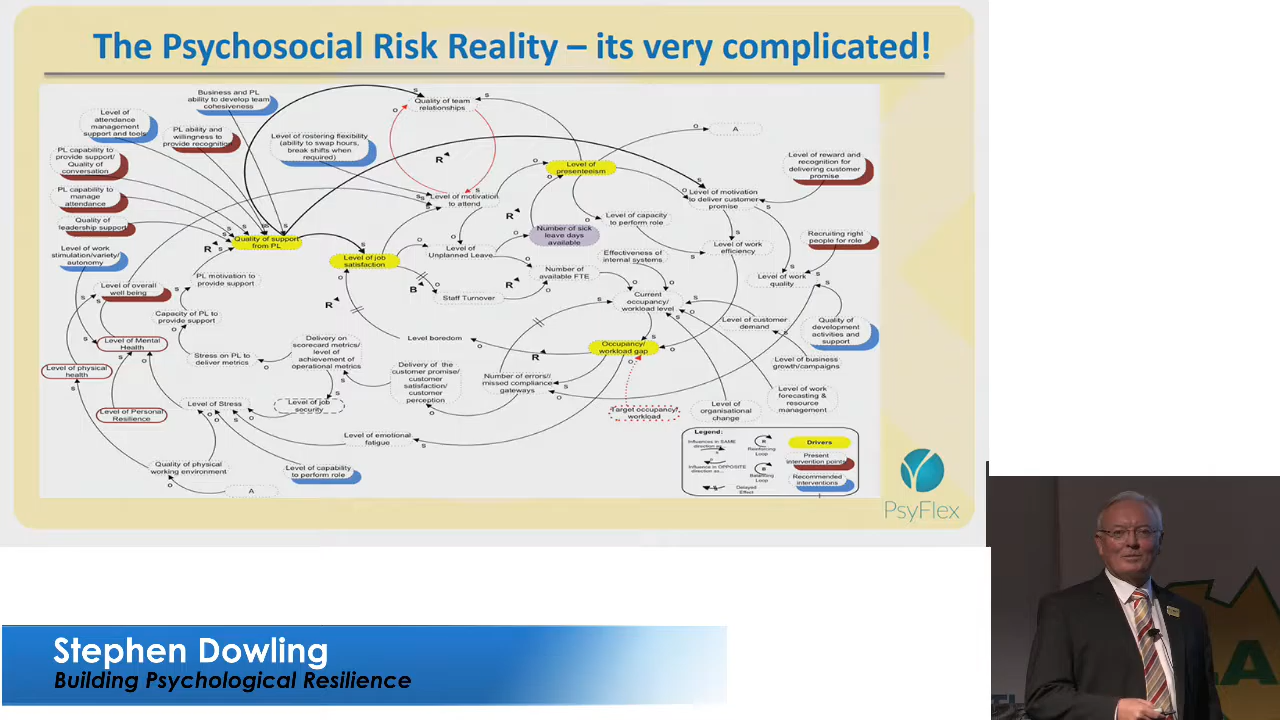 The Psychosocial Risk Reality – its very complicated!
Business and PL
ability to develop team
cohesiveness
Quality of team
relationships
Level of
attendance
management
support and tools
PL ability and
willingness to
provide recognition
Level of rostering flexibility
(ability to swap hours,
break shifts when
required)
A
PL capability to
provide support/
Quality of
conversation
Level of
presenteeism
Level of reward and
recognition for
delivering customer
promise
PL capability to
manage
attendance
Level of motivation
to attend
Level of motivation
to deliver customer
promise
Quality of
leadership support
Level of capacity
to perform role
Quality of support
from PL
Number of sick
leave days
available
Recruiting right
people for role
Level of work
stimulation/variety/
autonomy
Level of job
satisfaction
Level of
Unplanned Leave
Effectiveness of
internal systems
Level of work
efficiency
PL motivation to
provide support
Number of
available FTE
Level of work
quality
Level of overall
well being
Staff Turnover
Current
occupancy/
workload level
Capacity of PL to
provide support
Level of customer
demand
Quality of
development
activities and
support
Level of Mental
Health
Delivery on
scorecard metrics/
level of
achievement of
operational metrics
Level boredom
Occupancy/
workload gap
Stress on PL to
deliver metrics
Level of business
growth/campaigns
Level of physical
health
Delivery of the
customer promise/
customer
satisfaction/
customer
perception
Number of errors//
missed compliance
gateways
Level of work
forecasting &
resource
management
Level of Personal
Resilience
Level of Stress
Level of job
security
Target occupancy/
workload
Level of
organisational
change
Level of emotional
fatigue
Quality of physical
working environment
Level of capability
to perform role
A
Legend:
Influences in SAME
direction as...
Influence in OPPOSITE
direction as...
Delayed
Effect
R
Reinforcing
Loop
B
Balancing
Loop
Drivers
Present
intervention points
Recommended
interventions
PsyFlex
Stephen Dowling
Building Psychological Resilience